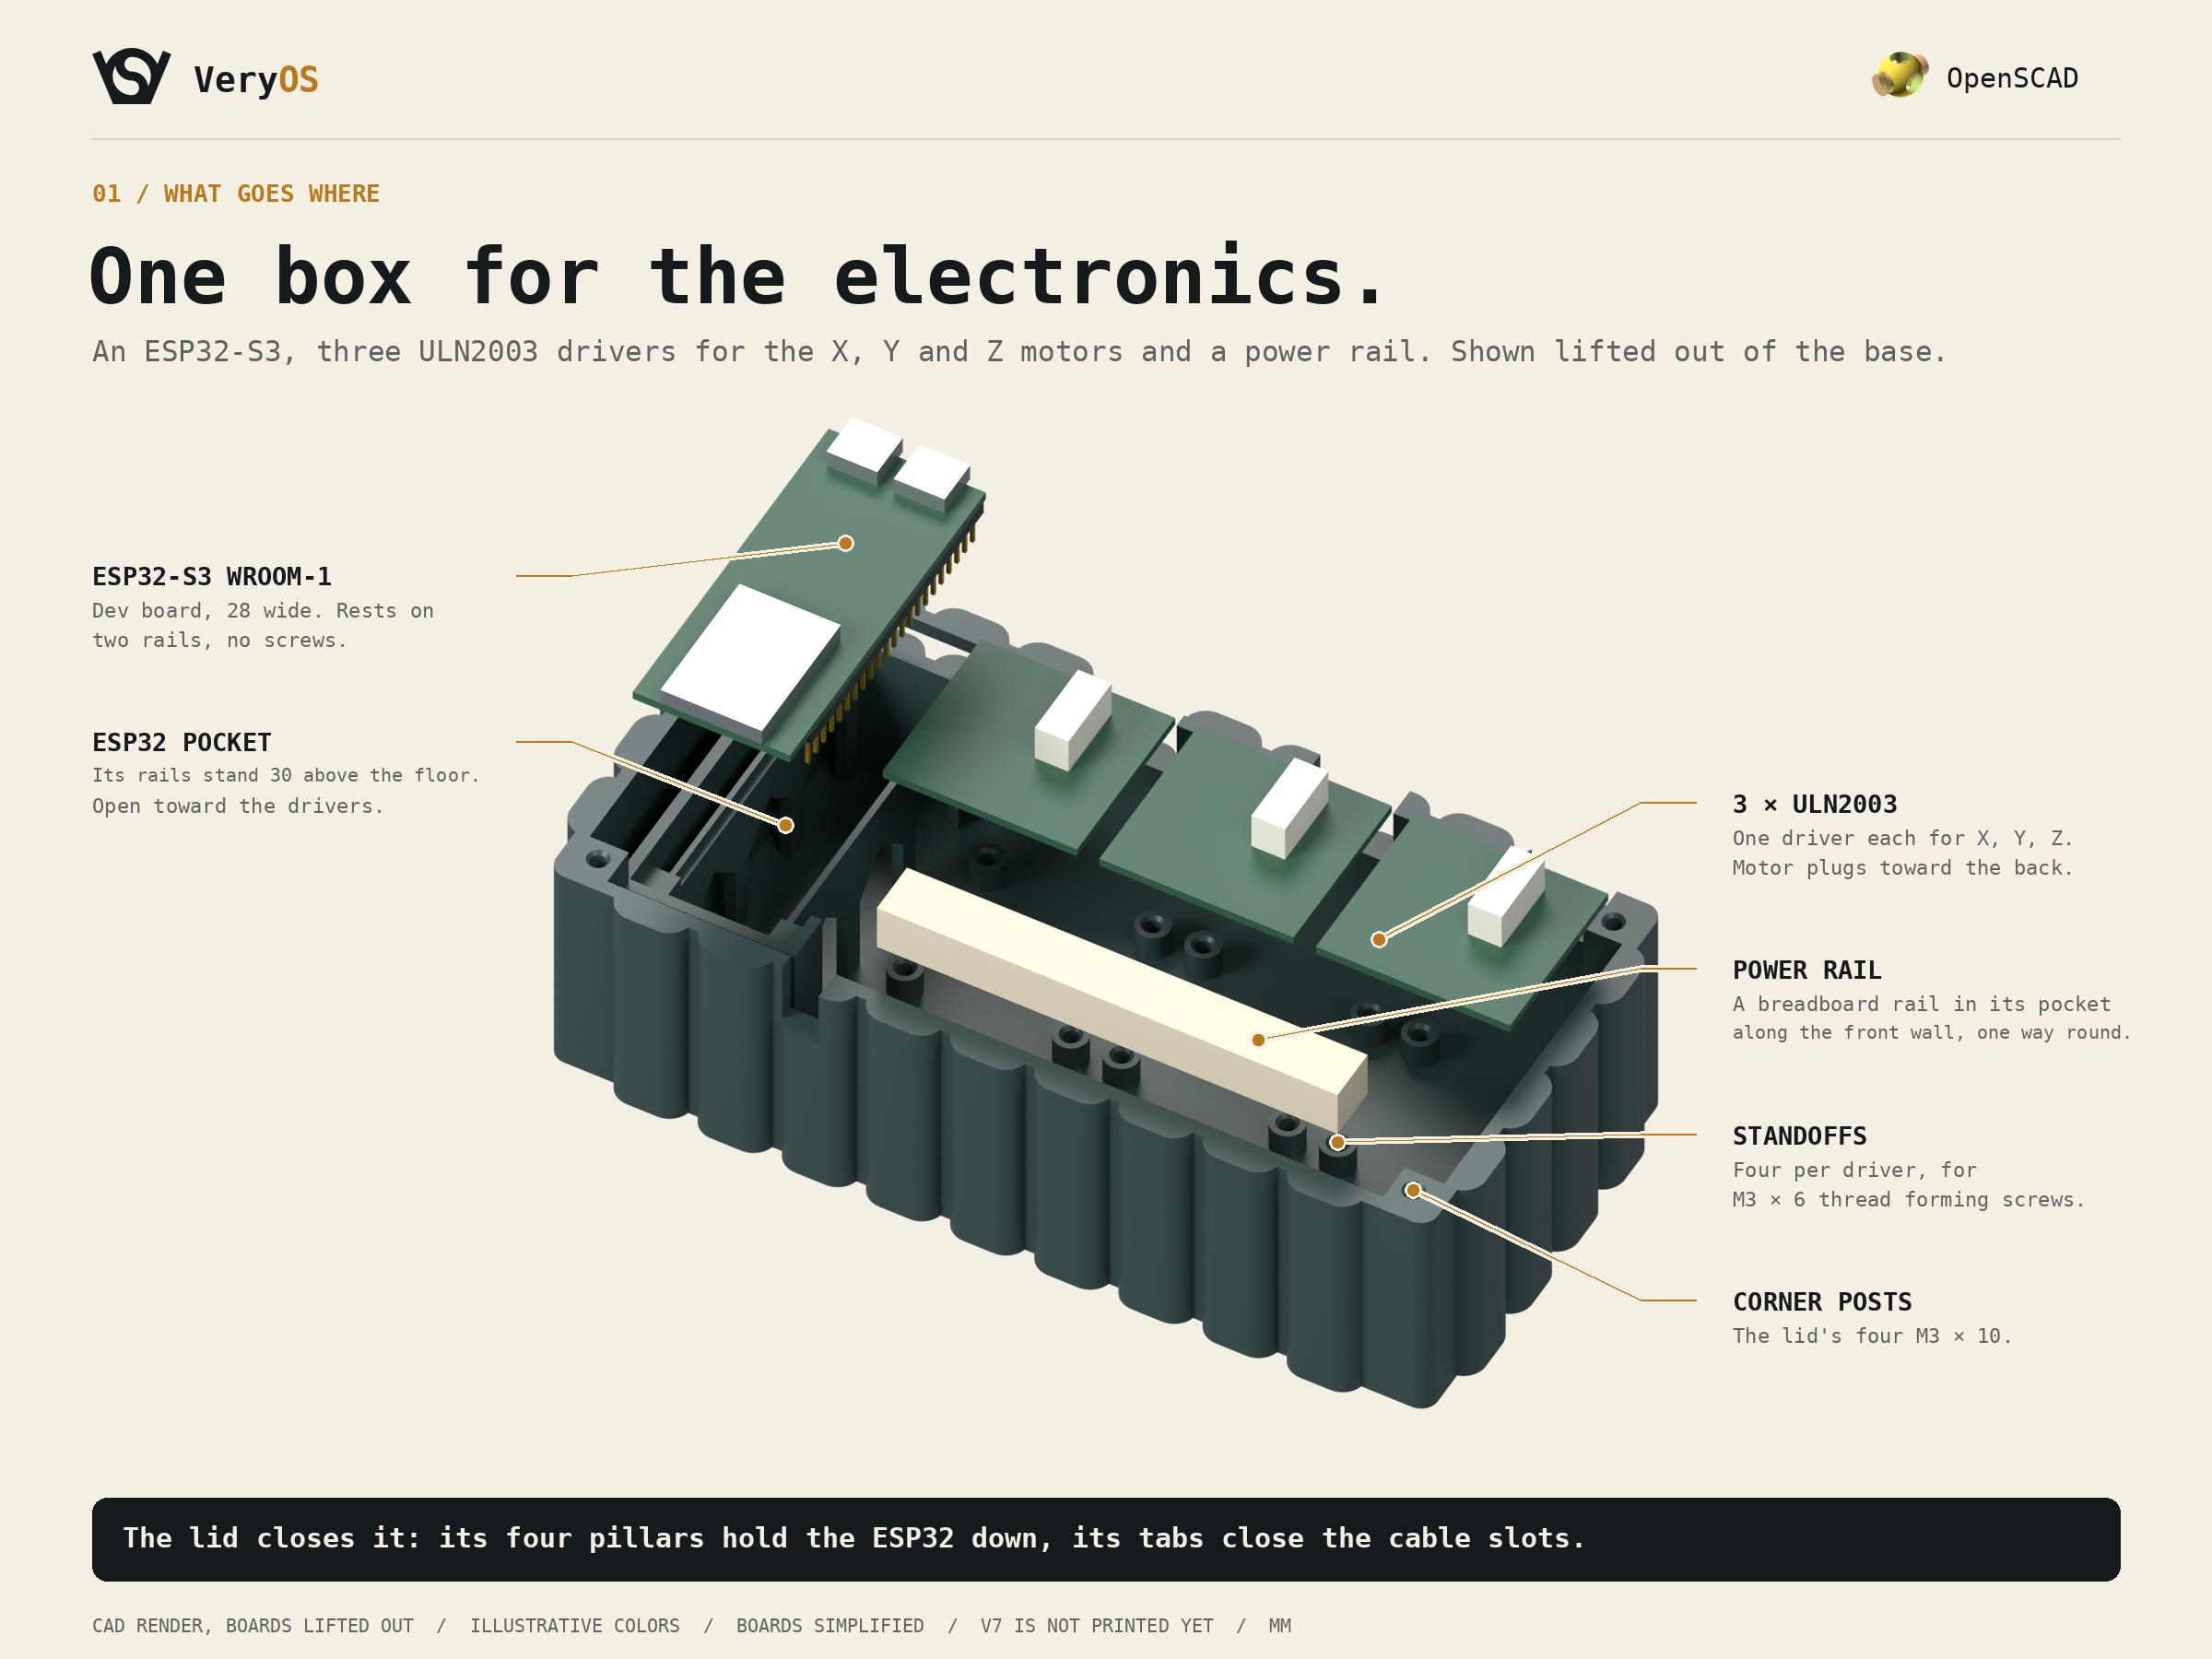 VeryOS
OpenSCAD
01 / WHAT GOES WHERE
One box for the electronics.
An ESP32-S3, three ULN2003 drivers for the X, Y and Z motors and a power rail. Shown lifted out of the base.
ESP32-S3 WROOM-1
Dev board, 28 wide. Rests on
two rails, no screws.
ESP32 POCKET
Its rails stand 30 above the floor.
Open toward the drivers.
3 × ULN2003
One driver each for X, Y, Z.
Motor plugs toward the back.
POWER RAIL
A breadboard rail in its pocket
along the front wall, one way round.
STANDOFFS
Four per driver, for
M3 × 6 thread forming screws.
CORNER POSTS
The lid's four M3 × 10.
The lid closes it: its four pillars hold the ESP32 down, its tabs close the cable slots.
CAD RENDER, BOARDS LIFTED OUT / ILLUSTRATIVE COLORS / BOARDS SIMPLIFIED / V7 IS NOT PRINTED YET / MM